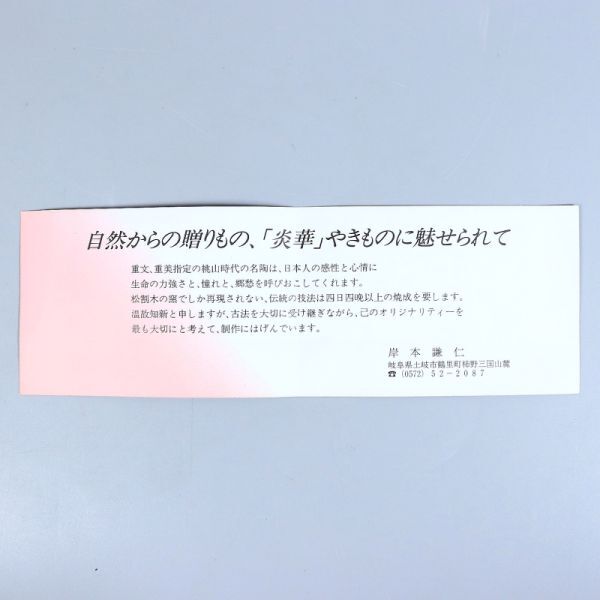 自然からの贈りもの、「炎華」やきものに魅せられて
重文、重美指定の桃山時代の名陶は、日本人の感性と心情に
生命の力強さと、憧れと、郷愁を呼びおこしてくれます。
松割木の窯でしか再現されない、伝統の技法は四日四晩以上の焼成を要します。
温故知新と申しますが、古法を大切に受け継ぎながら、己のオリジナリティーを
最も大切にと考えて、制作にはげんでいます。
岸本謙仁
岐阜県土岐市鶴里町柿野三国山麓
☎(0572)52-2087